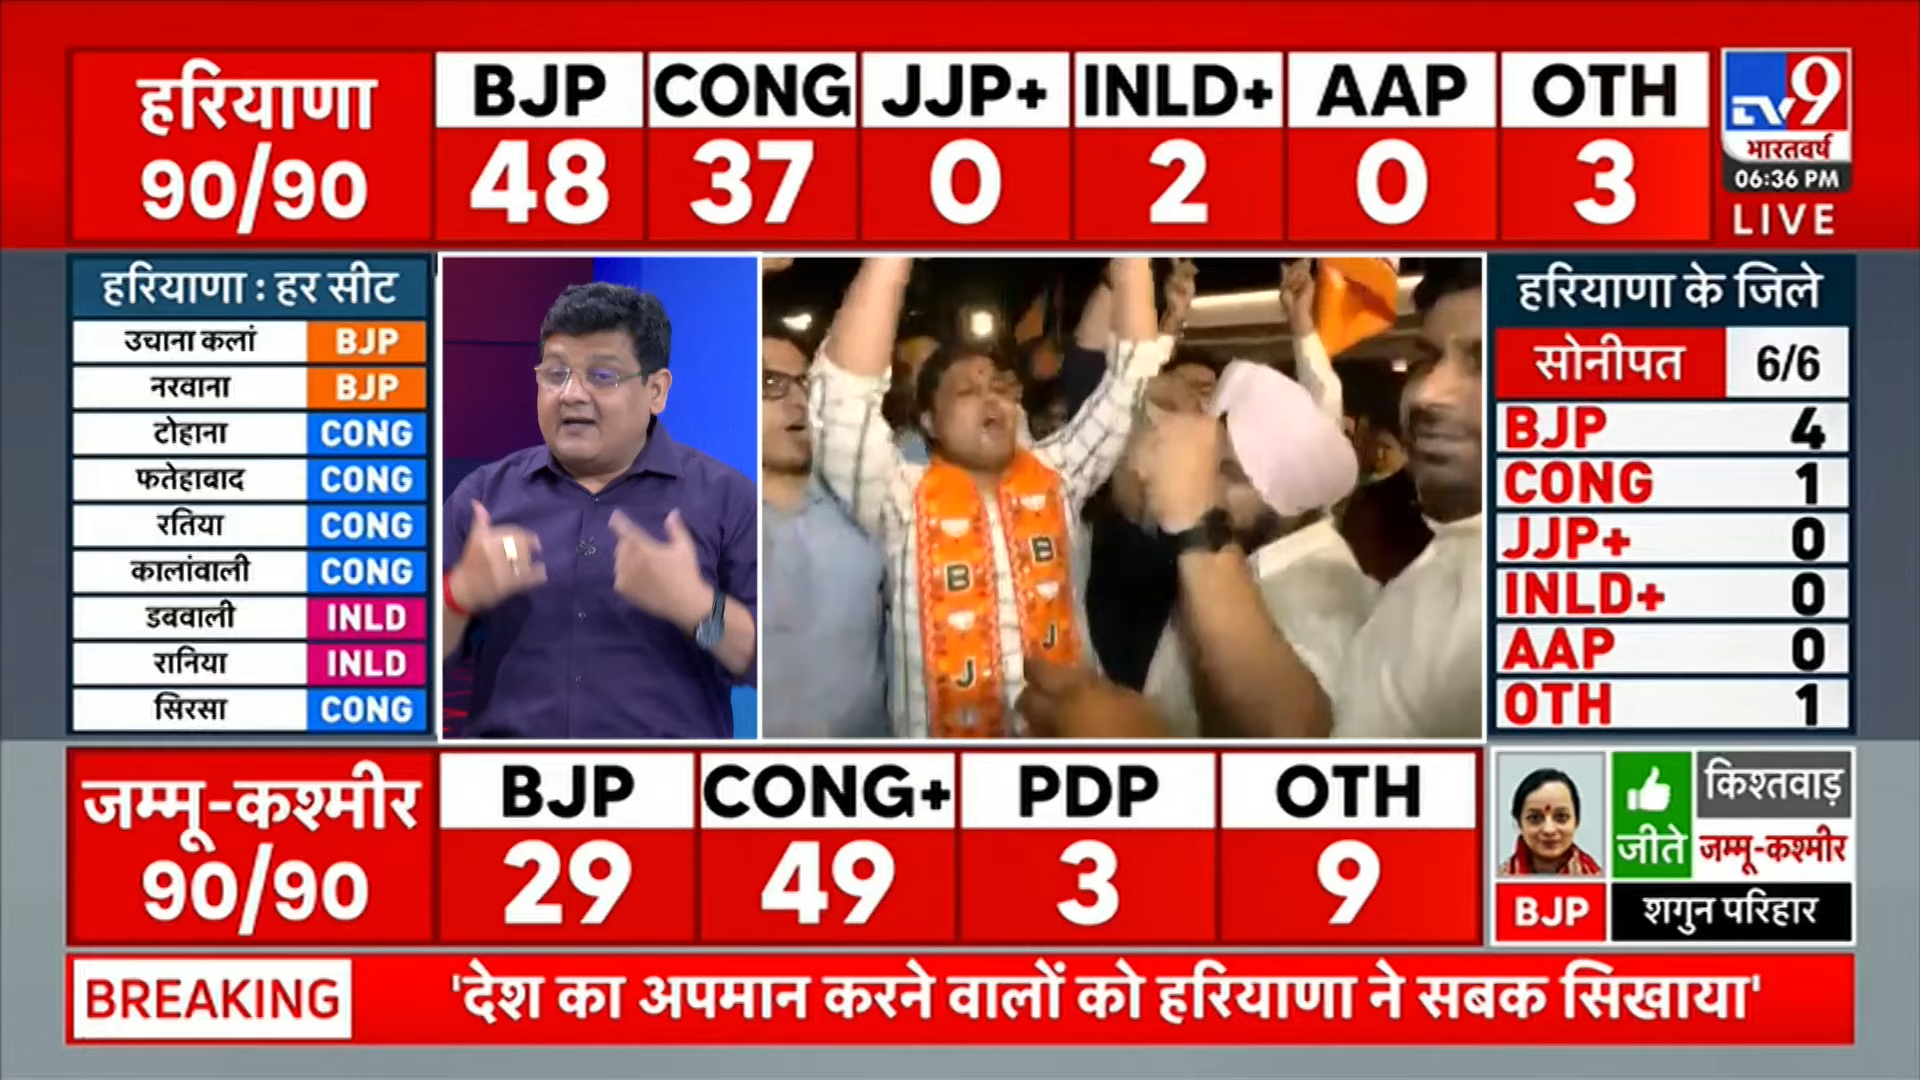 हरियाणा
90/90
BJP CONG JJP+ INLD+ AAP OTH
48 37 0 2 0 3
TV9
भारतवर्ष
06:36 PM
LIVE
हरियाणा : हर सीट
उचाना कलां BJP
नरवाना BJP
टोहाना CONG
फतेहाबाद CONG
रतिया CONG
कालांवाली CONG
डबवाली INLD
रानिया INLD
सिरसा CONG
B
J
B
J
हरियाणा के जिले
सोनीपत 6/6
BJP 4
CONG 1
JJP+ 0
INLD+ 0
AAP 0
OTH 1
जम्मू-कश्मीर
90/90
BJP CONG+ PDP OTH
29 49 3 9
जीते
किश्तवाड़
जम्मू-कश्मीर
BJP शगुन परिहार
BREAKING 'देश का अपमान करने वालों को हरियाणा ने सबक सिखाया'